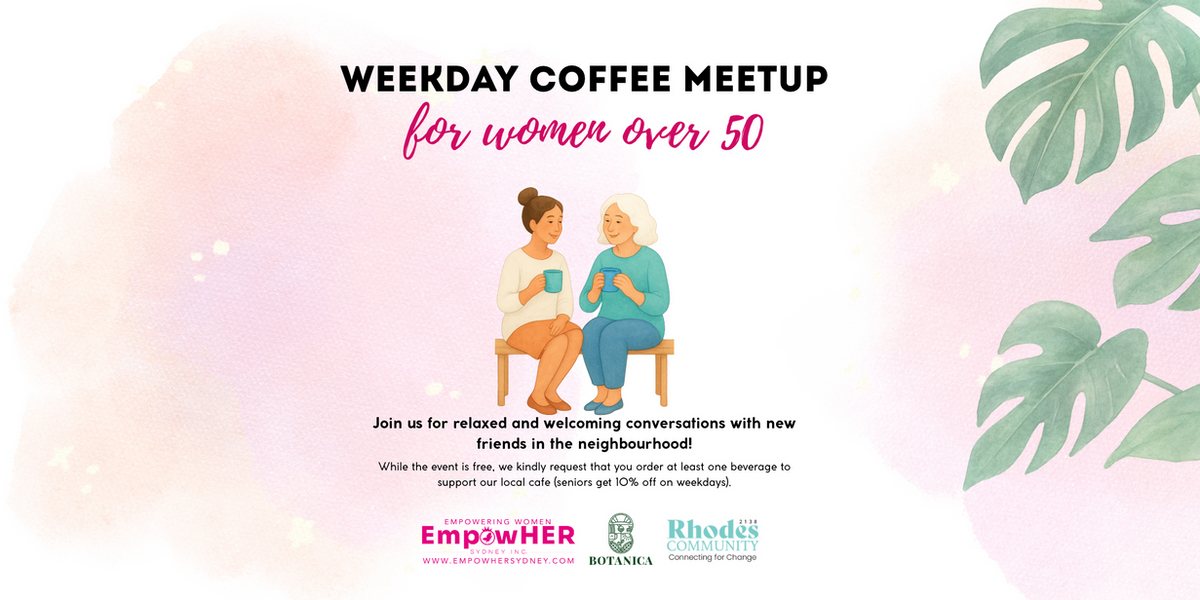 WEEKDAY COFFEE MEETUP
for women over 50
Join us for relaxed and welcoming conversations with new
friends in the neighbourhood!
While the event is free, we kindly request that you order at least one beverage to
support our local cafe (seniors get 10% off on weekdays).
EMPOWERING WOMEN
EmpowHER
SYDNEY INC.
WWW.EMPOWHERSYDNEY.COM
BOTANICA
2138
Rhodes
COMMUNITY
Connecting for Change